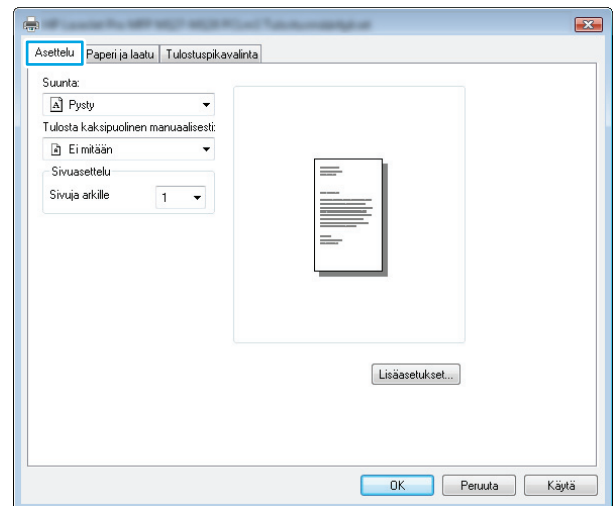 Asettelu Paperi ja laatu Tulostuspikavalinta
Suunta:
Pysty
Tulosta kaksipuolinen manuaalisesti:
Ei mitään
Sivuasettelu
Sivuja arkille 1
Lisäasetukset...
OK Peruuta Käytä